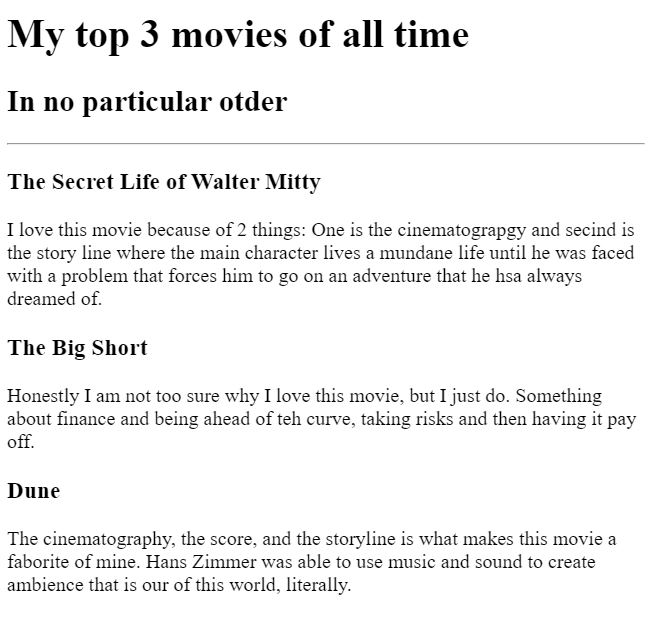 My top 3 movies of all time
In no particular otder
The Secret Life of Walter Mitty
I love this movie because of 2 things: One is the cinematograpgy and secind is
the story line where the main character lives a mundane life until he was faced
with a problem that forces him to go on an adventure that he hsa always
dreamed of.
The Big Short
Honestly I am not too sure why I love this movie, but I just do. Something
about finance and being ahead of teh curve, taking risks and then having it pay
off.
Dune
The cinematography, the score, and the storyline is what makes this movie a
faborite of mine. Hans Zimmer was able to use music and sound to create
ambience that is our of this world, literally.